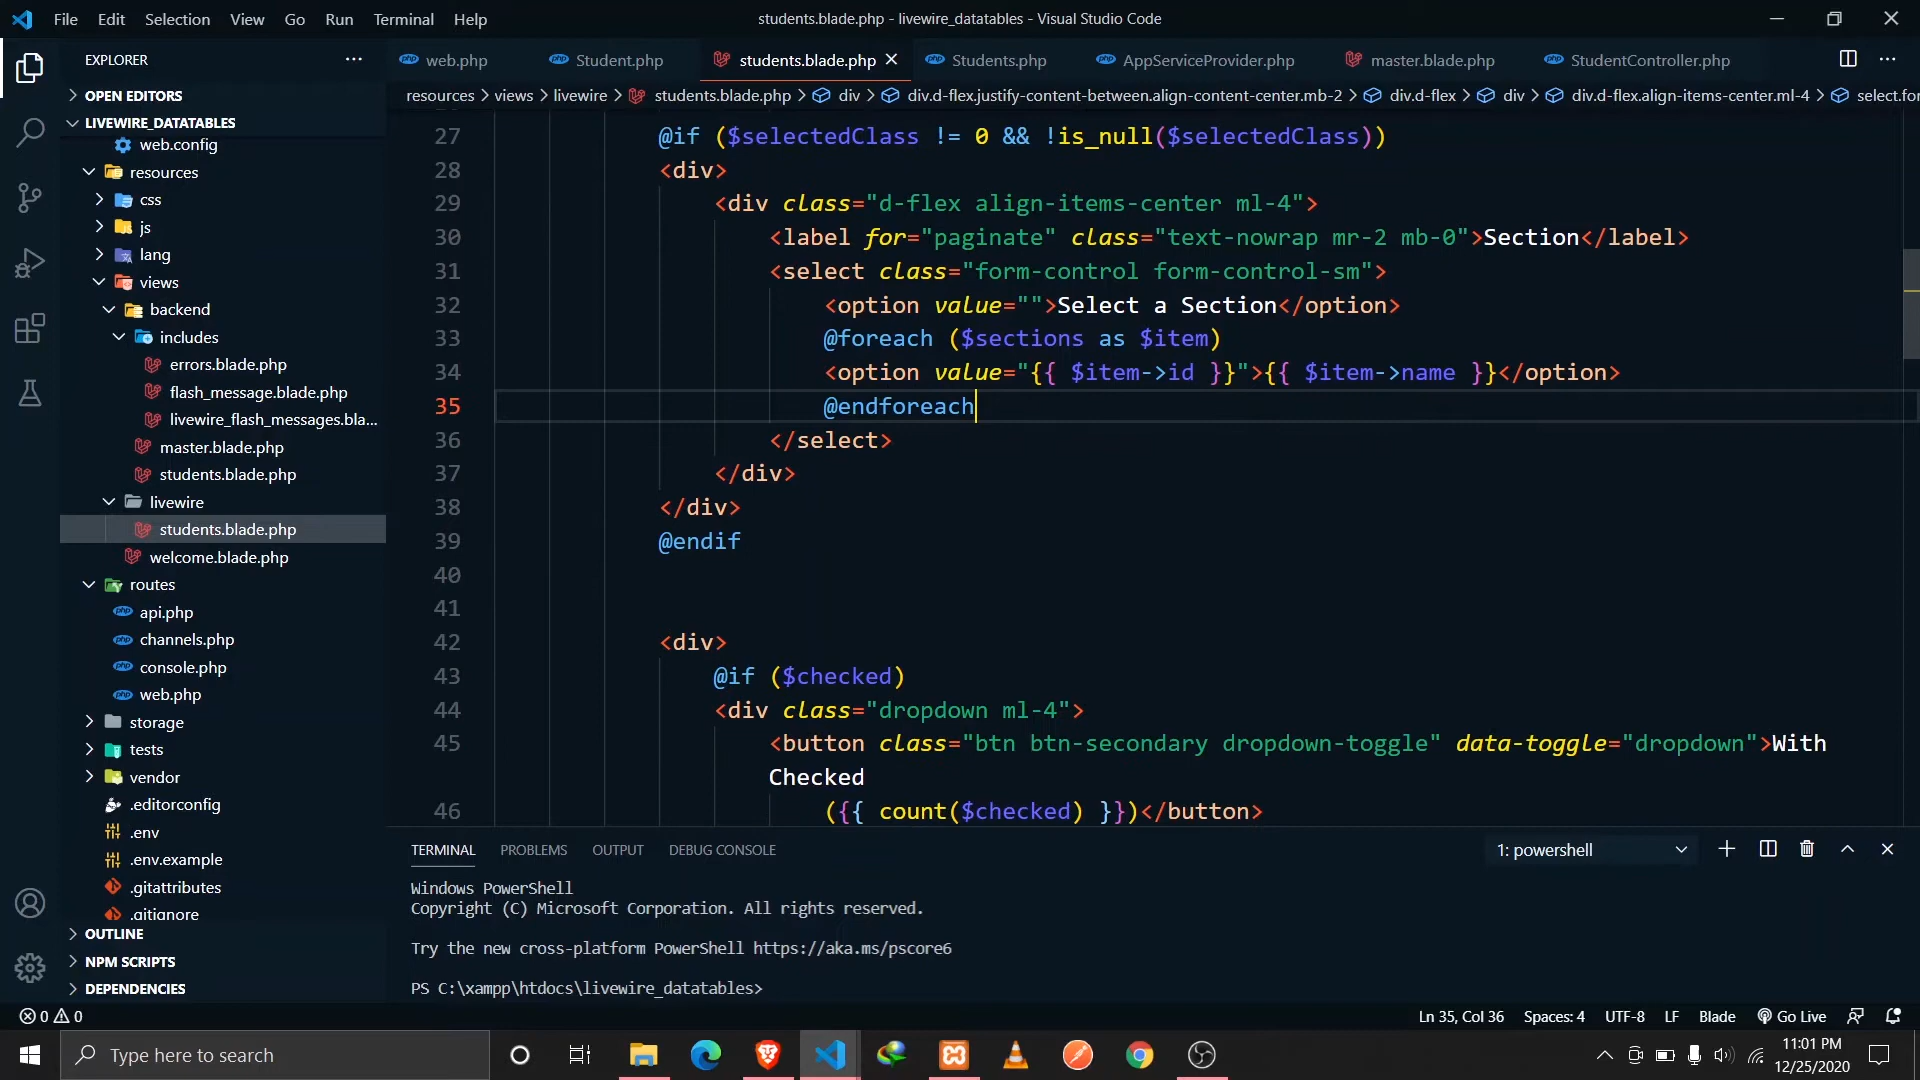 File Edit Selection View Go Run Terminal Help
students.blade.php - livewire_datatables - Visual Studio Code
EXPLORER
web.php
Student.php
students.blade.php
Students.php
AppServiceProvider.php
master.blade.php
StudentController.php
resources > views > livewire > students.blade.php > div > div.d-flex.justify-content-between.align-content-center.mb-2 > div.d-flex > div > div.d-flex.align-items-center.ml-4 > select.fo
OPEN EDITORS
LIVEWIRE_DATATABLES
web.config
resources
css
js
lang
views
backend
includes
errors.blade.php
flash_message.blade.php
livewire_flash_messages.bla...
master.blade.php
students.blade.php
livewire
students.blade.php
welcome.blade.php
routes
api.php
channels.php
console.php
web.php
storage
tests
vendor
.editorconfig
.env
.env.example
.gitattributes
.gitignore
OUTLINE
NPM SCRIPTS
DEPENDENCIES
27 @if ($selectedClass != 0 && !is_null($selectedClass))
28 <div>
29 <div class="d-flex align-items-center ml-4">
30 <label for="paginate" class="text-nowrap mr-2 mb-0">Section</label>
31 <select class="form-control form-control-sm">
32 <option value="">Select a Section</option>
33 @foreach ($sections as $item)
34 <option value="{{ $item->id }}">{{ $item->name }}</option>
35 @endforeach
36 </select>
37 </div>
38 </div>
39 @endif
40
41
42 <div>
43 @if ($checked)
44 <div class="dropdown ml-4">
45 <button class="btn btn-secondary dropdown-toggle" data-toggle="dropdown">With
Checked
46 ({{ count($checked) }})</button>
TERMINAL PROBLEMS OUTPUT DEBUG CONSOLE
1: powershell
Windows PowerShell
Copyright (C) Microsoft Corporation. All rights reserved.
Try the new cross-platform PowerShell https://aka.ms/pscore6
PS C:\xampp\htdocs\livewire_datatables>
0 0
Ln 35, Col 36 Spaces: 4 UTF-8 LF Blade Go Live
Type here to search
11:01 PM
12/25/2020